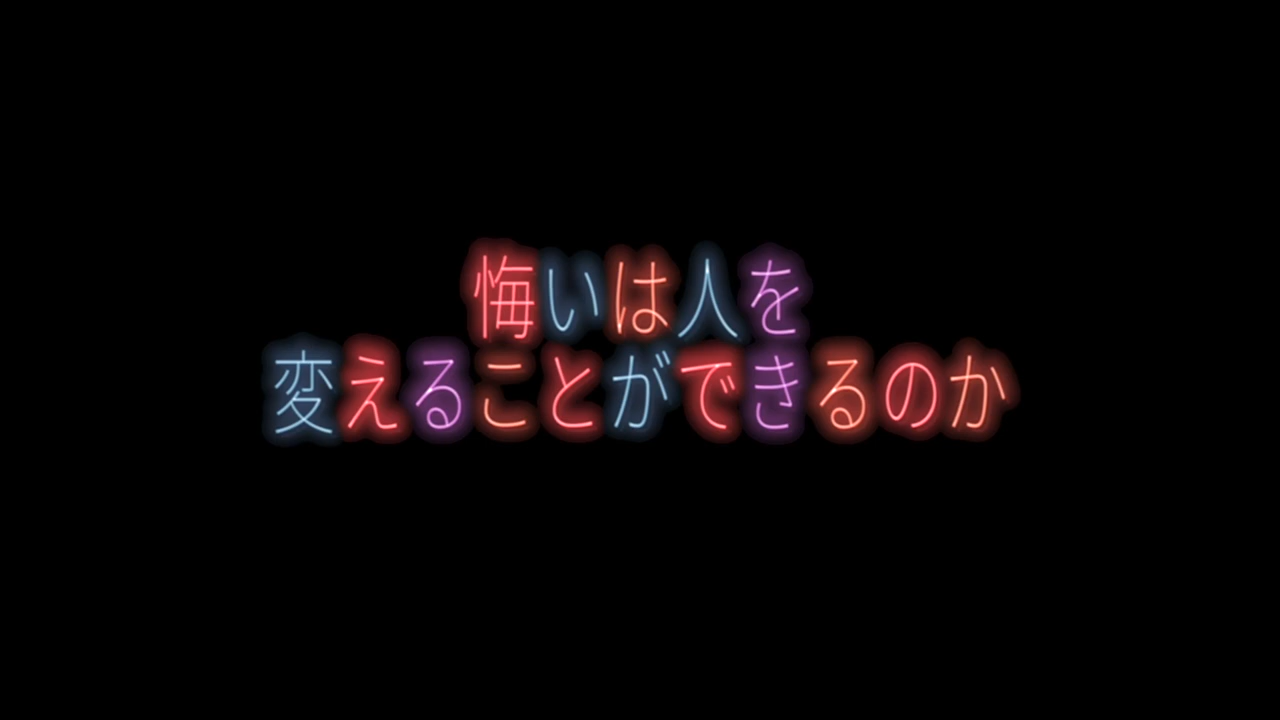 悔いは人を
変えることができるのか